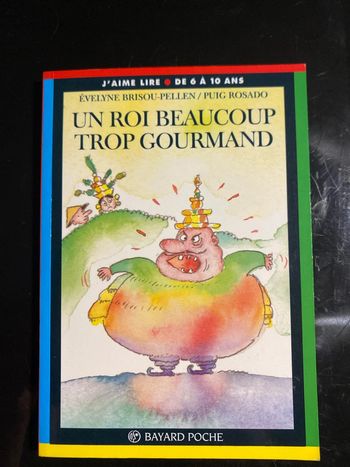 J'AIME LIRE • DE 6 À 10 ANS
ÉVELYNE BRISOU-PELLEN / PUIG ROSADO
UN ROI BEAUCOUP
TROP GOURMAND
BAYARD POCHE